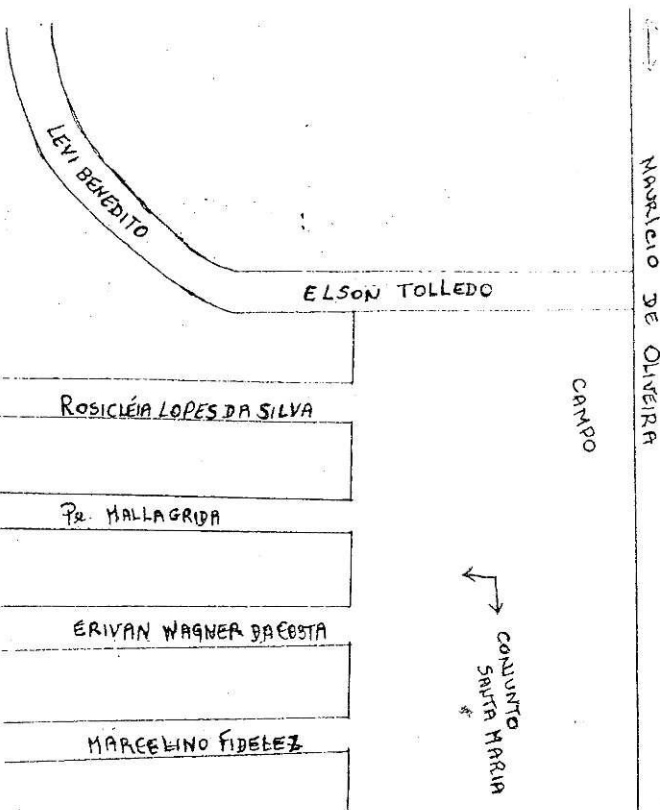 LEVI BENEDITO
MAURÍCIO DE OLIVEIRA
ELSON TOLLEDO
CAMPO
ROSICLÉIA LOPES DA SILVA
Pe. MALLAGRIDA
ERIVAN WAGNER DA COSTA
CONJUNTO
SANTA MARIA
MARCELINO FIDELEZ